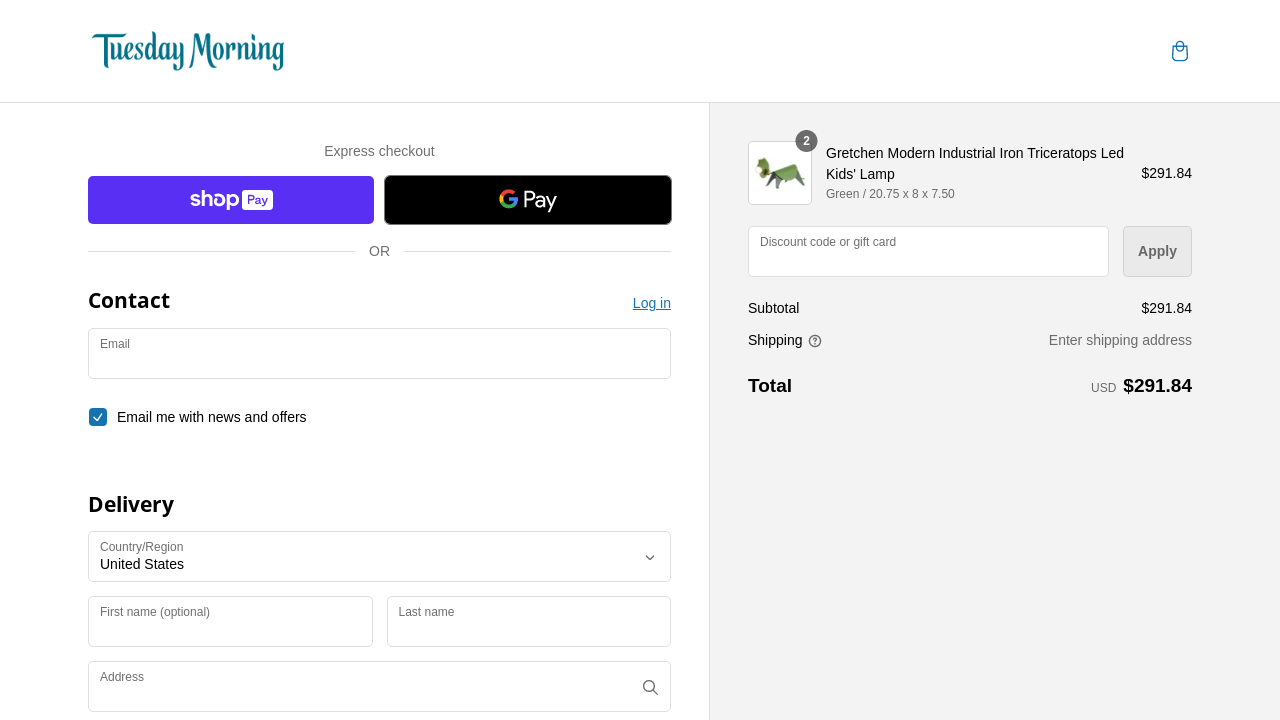 Tuesday Morning
Express checkout
shop Pay
G Pay
OR
Contact
Log in
Email
Email me with news and offers
Delivery
Country/Region
United States
First name (optional)
Last name
Address
2
Gretchen Modern Industrial Iron Triceratops Led
Kids' Lamp
Green / 20.75 x 8 x 7.50
$291.84
Discount code or gift card
Apply
Subtotal
$291.84
Shipping
Enter shipping address
Total
USD $291.84